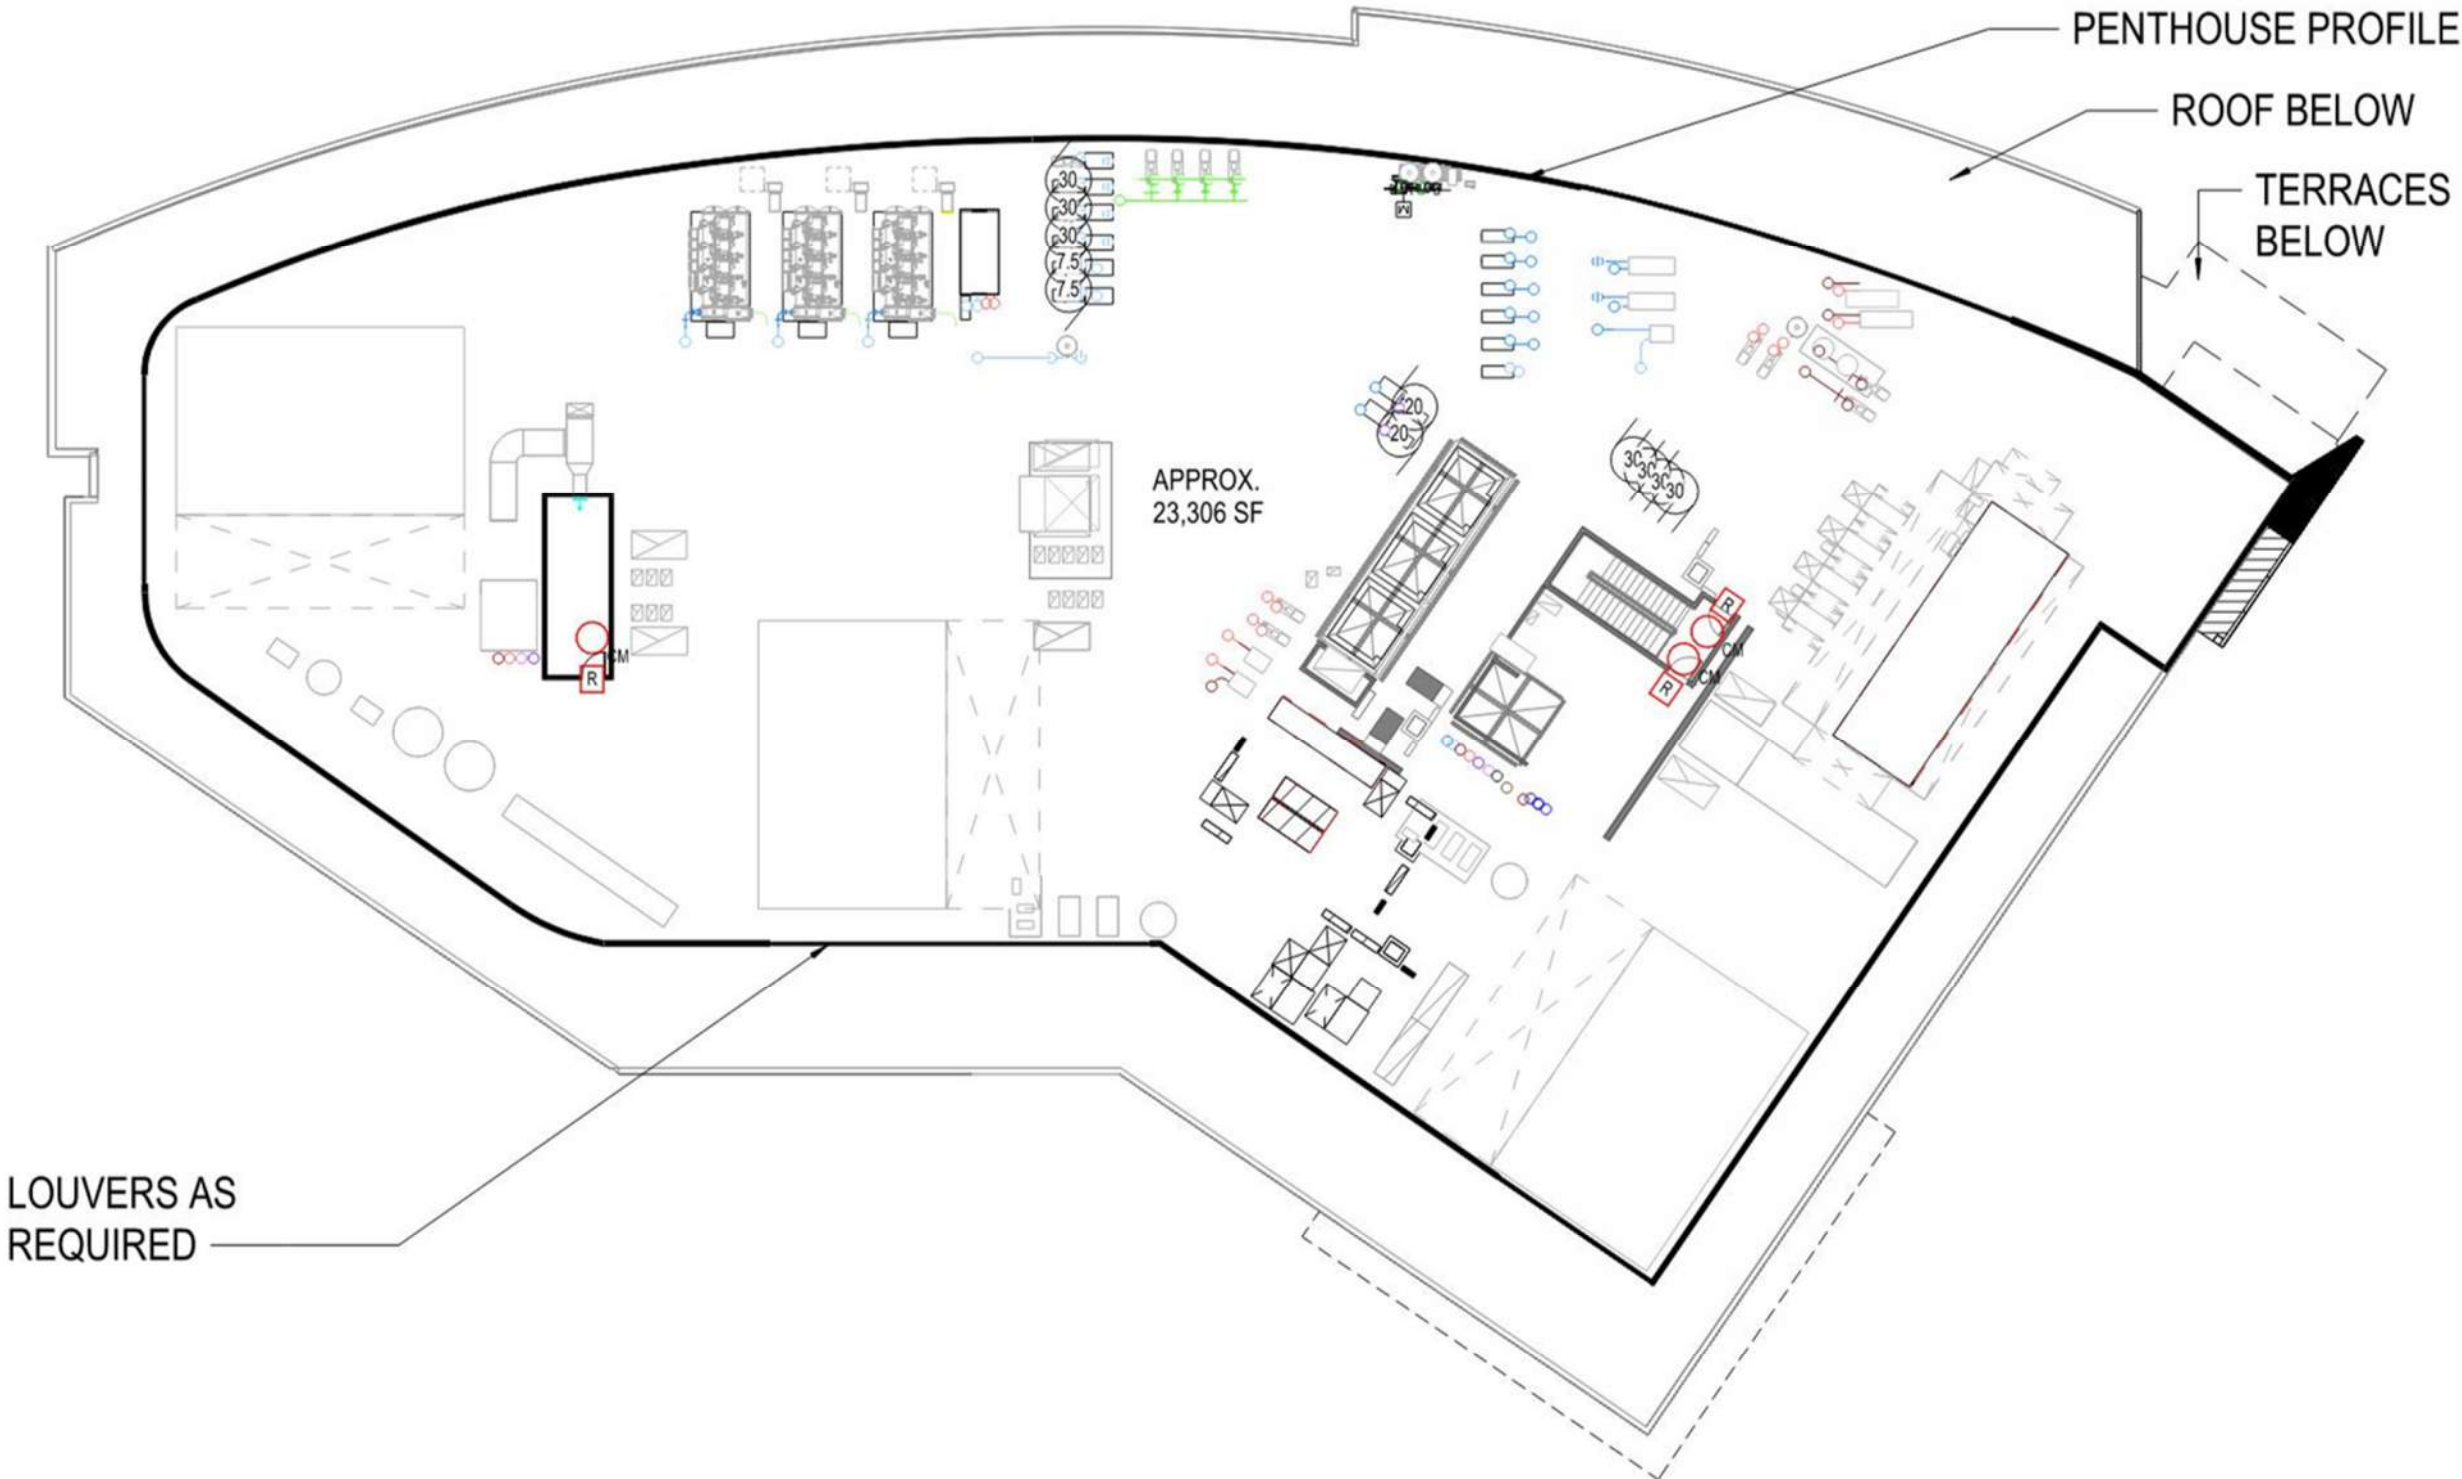 PENTHOUSE PROFILE
ROOF BELOW
TERRACES
BELOW
30
30
30
7.5
7.5
M
20
20
APPROX.
23,306 SF
30
30
30
30
R
CM
CM
R
CM
R
LOUVERS AS
REQUIRED